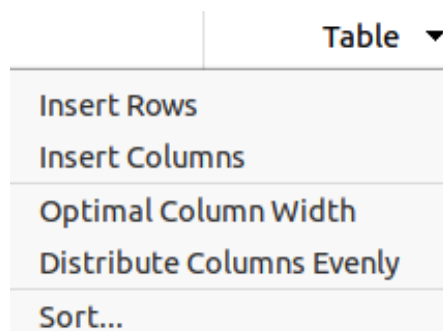 Table
Insert Rows
Insert Columns
Optimal Column Width
Distribute Columns Evenly
Sort...